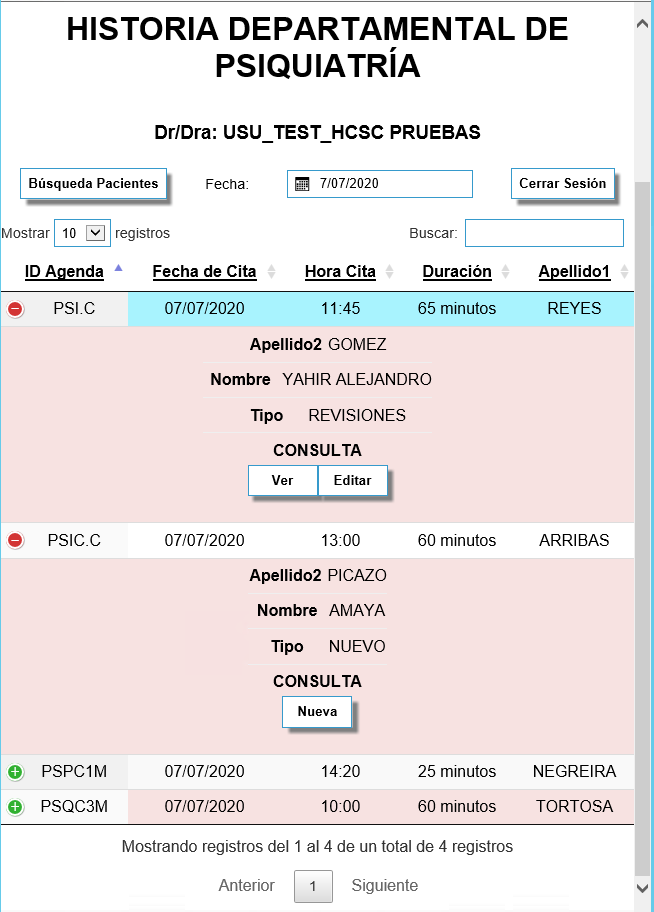 HISTORIA DEPARTAMENTAL DE
PSIQUIATRÍA
Dr/Dra: USU_TEST_HCSC PRUEBAS
Búsqueda Pacientes Fecha: 7/07/2020 Cerrar Sesión
Mostrar 10 registros Buscar:
ID Agenda Fecha de Cita Hora Cita Duración Apellido1
PSI.C 07/07/2020 11:45 65 minutos REYES
Apellido2 GOMEZ
Nombre YAHIR ALEJANDRO
Tipo REVISIONES
CONSULTA
Ver Editar
PSIC.C 07/07/2020 13:00 60 minutos ARRIBAS
Apellido2 PICAZO
Nombre AMAYA
Tipo NUEVO
CONSULTA
Nueva
PSPC1M 07/07/2020 14:20 25 minutos NEGREIRA
PSQC3M 07/07/2020 10:00 60 minutos TORTOSA
Mostrando registros del 1 al 4 de un total de 4 registros
Anterior 1 Siguiente